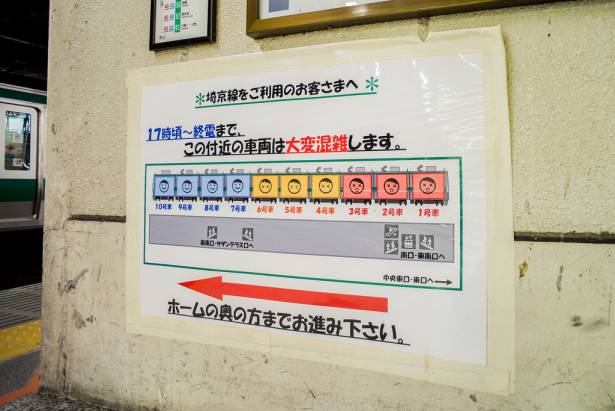 ＊埼京線をご利用のお客さまへ＊
17時頃～終電まで、
この付近の車両は大変混雑します。
10号車 9号車 8号車 7号車 6号車 5号車 4号車 3号車 2号車 1号車
新南口・サザンテラス口へ
南口・東南口へ
中央東口・東口へ→
ホームの奥の方までお進み下さい。